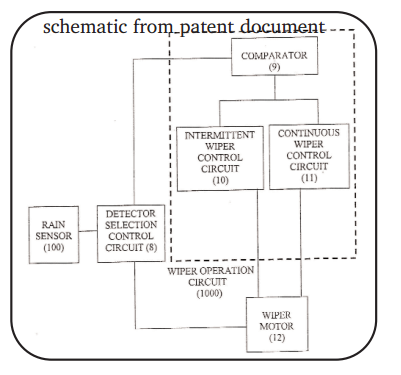 schematic from patent document
COMPARATOR
(9)
INTERMITTENT
WIPER
CONTROL
CIRCUIT
(10)
CONTINUOUS
WIPER
CONTROL
CIRCUIT
(11)
RAIN
SENSOR
(100)
DETECTOR
SELECTION
CONTROL
CIRCUIT (8)
WIPER OPERATION
CIRCUIT
(1000)
WIPER
MOTOR
(12)